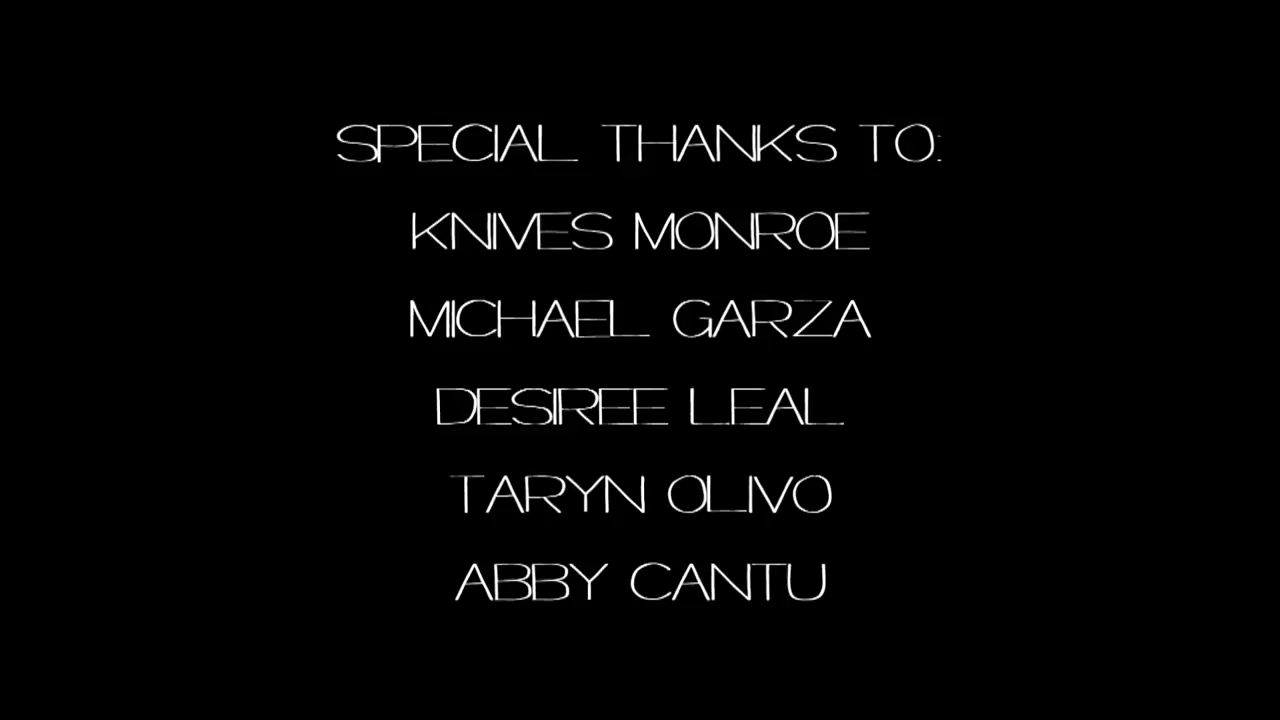 SPECIAL THANKS TO:
KNIVES MONROE
MICHAEL GARZA
DESIREE LEAL
TARYN OLIVO
ABBY CANTU